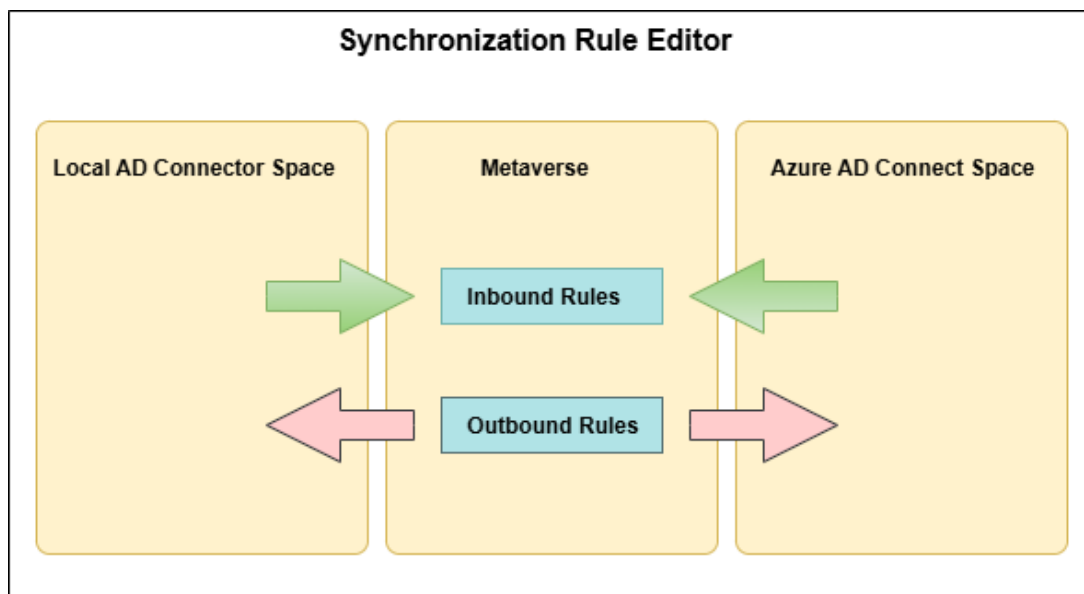 Synchronization Rule Editor
Local AD Connector Space
Metaverse
Azure AD Connect Space
Inbound Rules
Outbound Rules